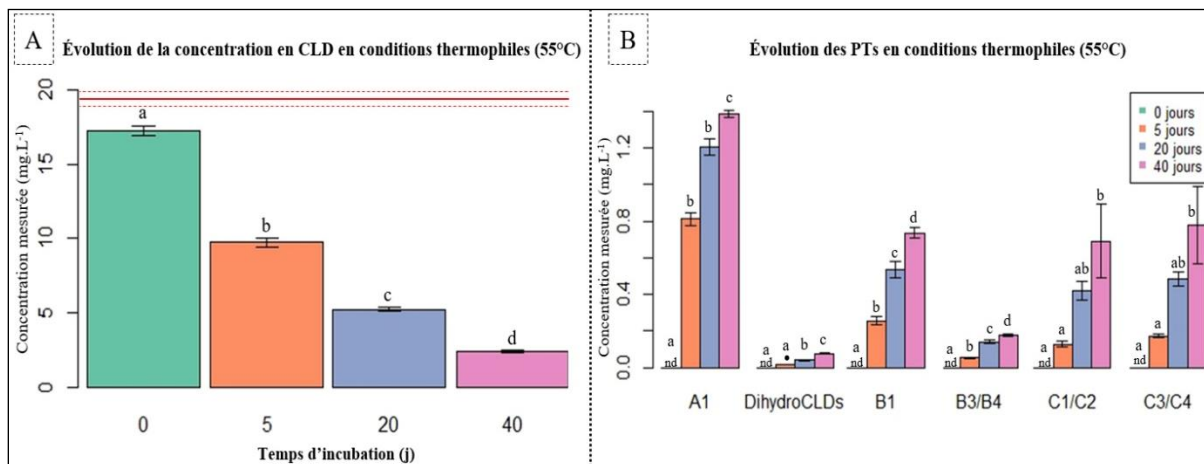 A
Évolution de la concentration en CLD en conditions thermophiles (55°C)
Concentration mesurée (mg.L⁻¹)
20
15
10
5
0
a
b
c
d
0 5 20 40
Temps d'incubation (j)
B
Évolution des PTs en conditions thermophiles (55°C)
0 jours
5 jours
20 jours
40 jours
Concentration mesurée (mg.L⁻¹)
1.2
0.8
0.4
0.0
a nd b b c
a nd a b c
a nd b c d
a nd b c d
a nd a ab b
a nd a ab b
A1 DihydroCLDs B1 B3/B4 C1/C2 C3/C4